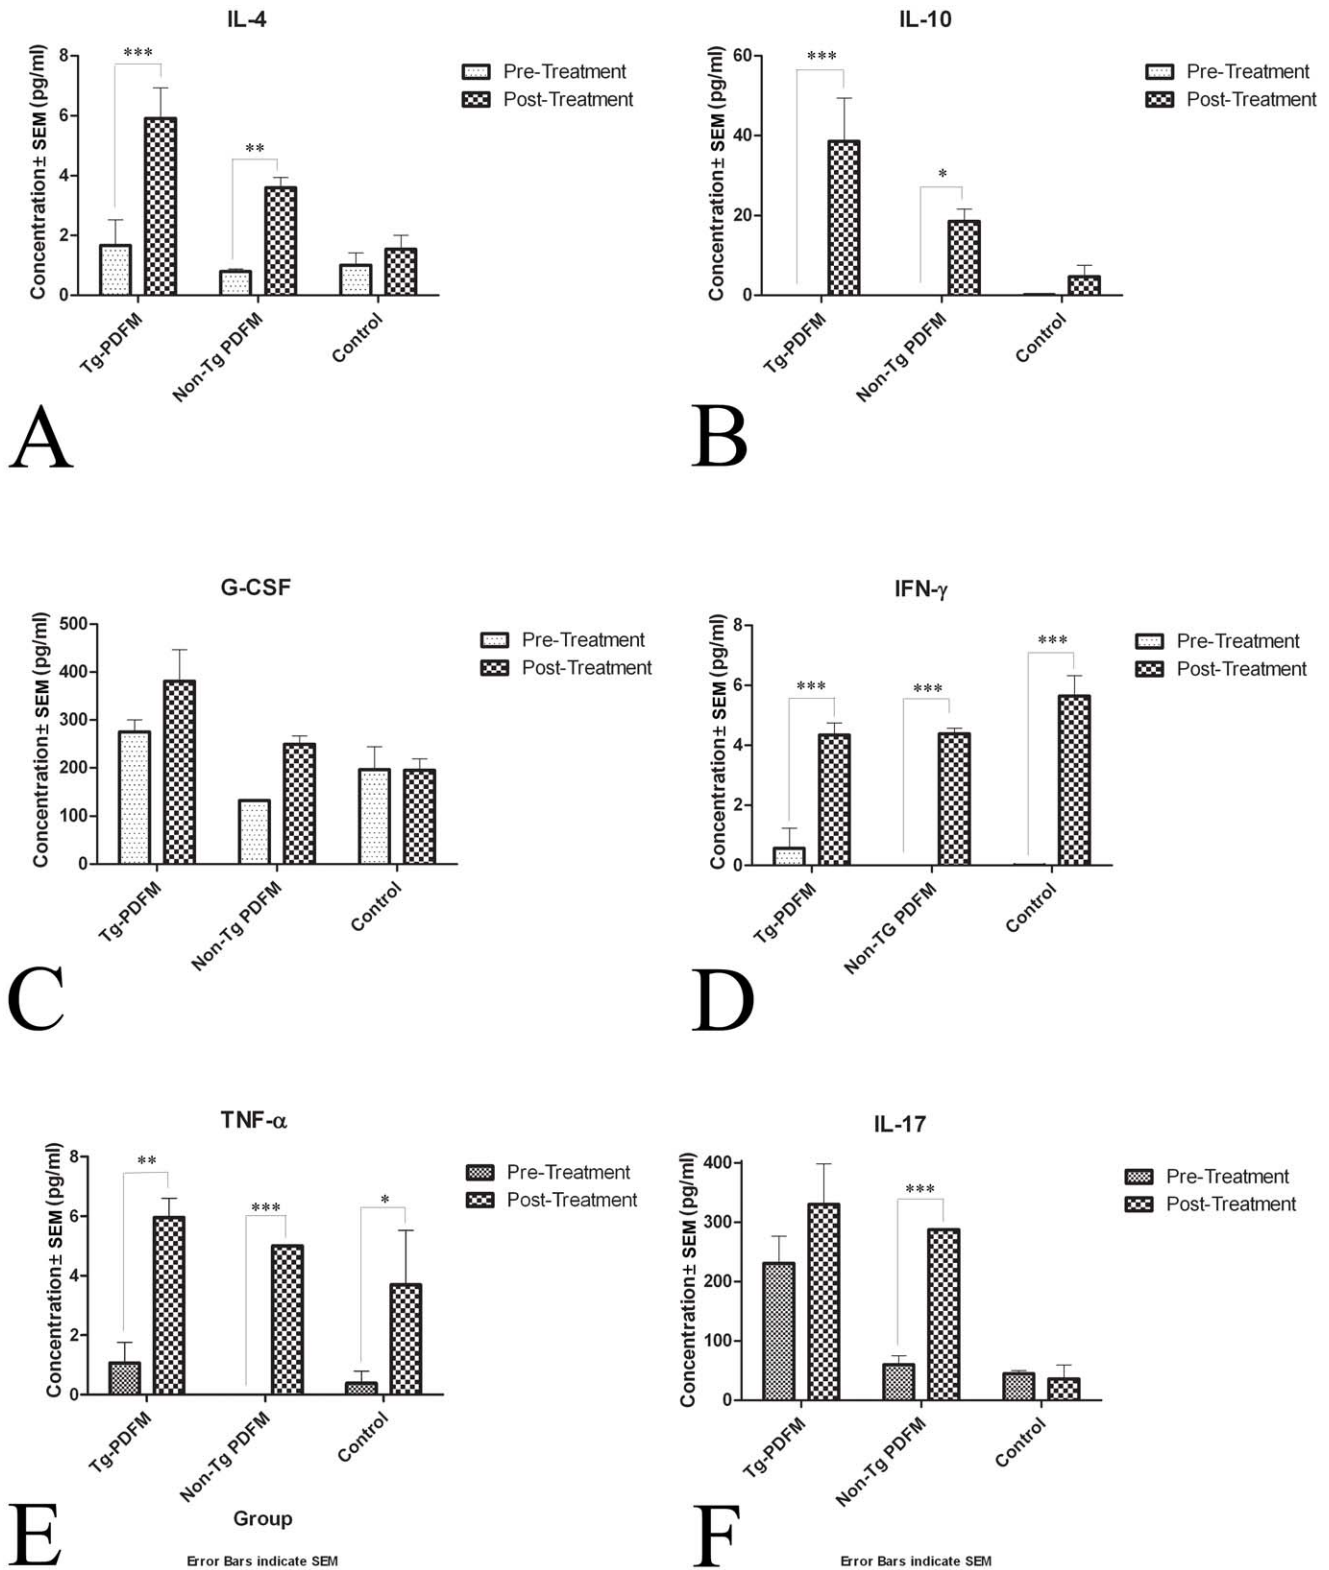 IL-4
***
**
8
6
4
2
0
Concentration± SEM (pg/ml)
Pre-Treatment
Post-Treatment
Tg-PDFM
Non-Tg PDFM
Control
A
IL-10
***
*
60
40
20
0
Concentration± SEM (pg/ml)
Pre-Treatment
Post-Treatment
Tg-PDFM
Non-Tg PDFM
Control
B
G-CSF
500
400
300
200
100
0
Concentration± SEM (pg/ml)
Pre-Treatment
Post-Treatment
Tg-PDFM
Non-Tg PDFM
Control
C
IFN-γ
***
***
***
8
6
4
2
0
Concentration± SEM (pg/ml)
Pre-Treatment
Post-Treatment
Tg-PDFM
Non-TG PDFM
Control
D
TNF-α
**
***
*
8
6
4
2
0
Concentration± SEM (pg/ml)
Pre-Treatment
Post-Treatment
Tg-PDFM
Non-Tg PDFM
Control
Group
E
Error Bars indicate SEM
IL-17
***
400
300
200
100
0
Concentration± SEM (pg/ml)
Pre-Treatment
Post-Treatment
Tg-PDFM
Non-Tg PDFM
Control
F
Error Bars indicate SEM